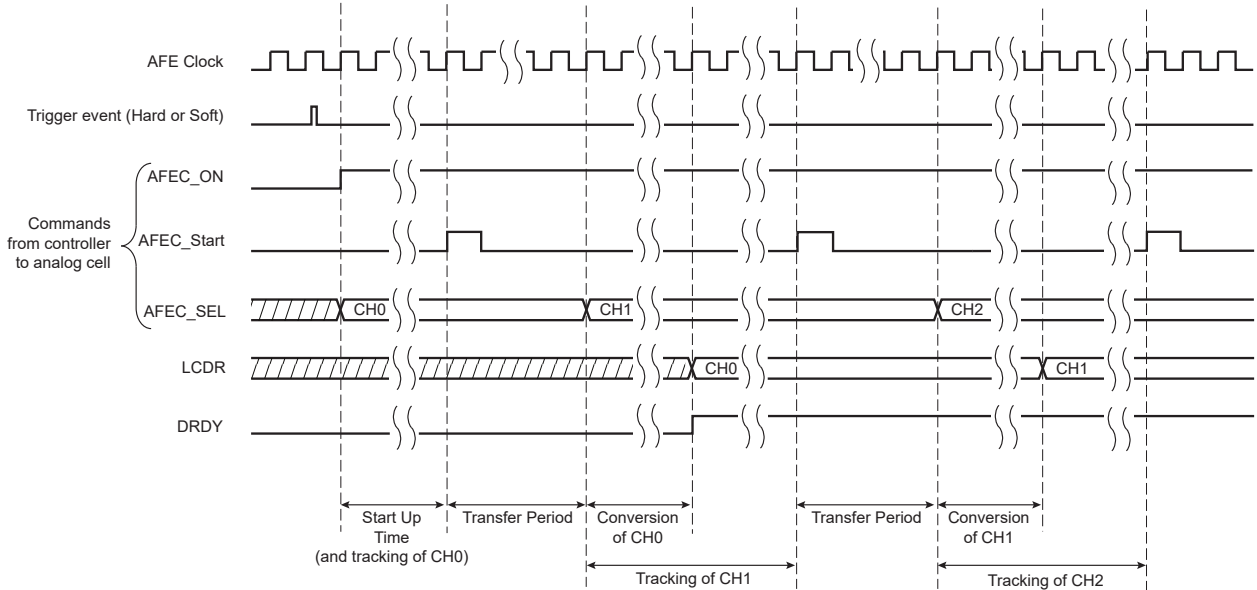 AFE Clock
Trigger event (Hard or Soft)
AFEC_ON
Commands
from controller
to analog cell
AFEC_Start
AFEC_SEL
CH0
CH1
CH2
LCDR
CH0
CH1
DRDY
Start Up
Time
(and tracking of CH0)
Transfer Period
Conversion
of CH0
Transfer Period
Conversion
of CH1
Tracking of CH1
Tracking of CH2